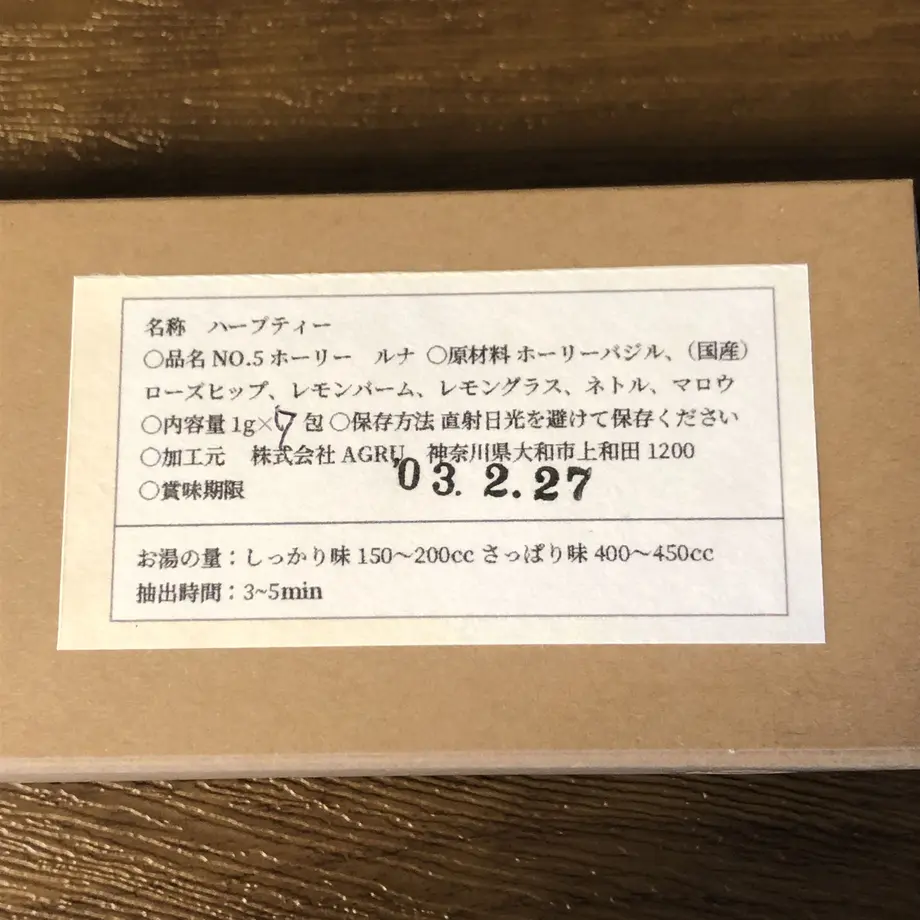 名称　ハーブティー
〇品名 NO.5 ホーリー　ルナ 〇原材料 ホーリーバジル、（国産）
ローズヒップ、レモンバーム、レモングラス、ネトル、マロウ
〇内容量 1g×7 包 〇保存方法 直射日光を避けて保存ください
〇加工元　株式会社 AGRU　神奈川県大和市上和田 1200
〇賞味期限 '03.2.27
お湯の量：しっかり味 150～200cc さっぱり味 400～450cc
抽出時間：3~5min